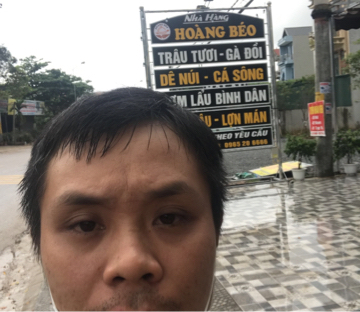 Nhà Hàng
HOÀNG BÉO
TRÂU TƯƠI - GÀ ĐỒI
DÊ NÚI - CÁ SÔNG
LẨU BÌNH DÂN
LỢN MÁN
THEO YÊU CẦU